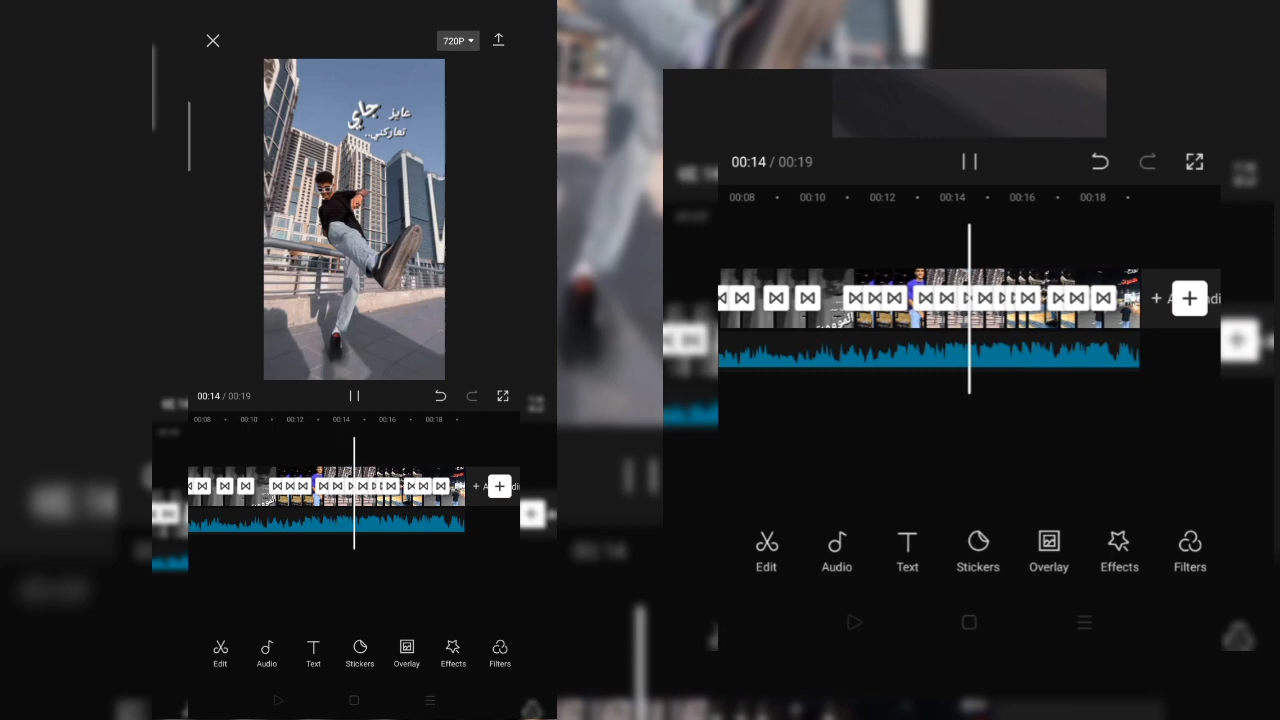 720P
عايز جاي
تعاركني..
00:14 / 00:19
00:08 00:10 00:12 00:14 00:16 00:18
Edit Audio Text Stickers Overlay Effects Filters
00:14 / 00:19
00:08 00:10 00:12 00:14 00:16 00:18
Edit Audio Text Stickers Overlay Effects Filters